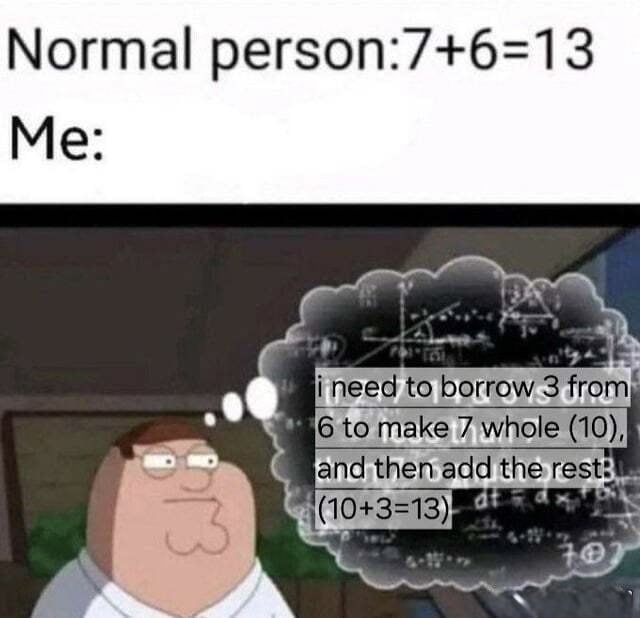 Normal person:7+6=13
Me:
i need to borrow 3 from
6 to make 7 whole (10),
and then add the rest
(10+3=13)